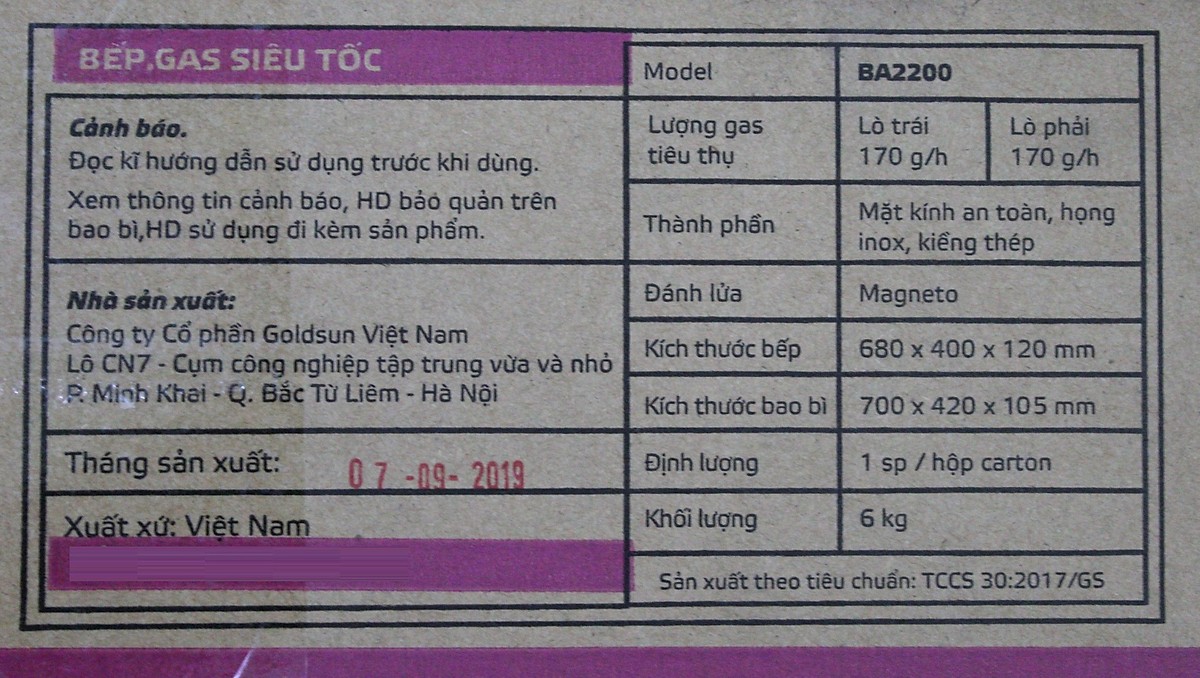 BẾP.GAS SIÊU TỐC
Cảnh báo.
Đọc kĩ hướng dẫn sử dụng trước khi dùng.
Xem thông tin cảnh báo, HD bảo quản trên
bao bì,HD sử dụng đi kèm sản phẩm.
Nhà sản xuất:
Công ty Cổ phần Goldsun Việt Nam
Lô CN7 - Cụm công nghiệp tập trung vừa và nhỏ
P. Minh Khai - Q. Bắc Từ Liêm - Hà Nội
Tháng sản xuất: 07 -09- 2019
Xuất xứ: Việt Nam
Model BA2200
Lượng gas tiêu thụ
Lò trái 170 g/h
Lò phải 170 g/h
Thành phần
Mặt kính an toàn, họng
inox, kiềng thép
Đánh lửa Magneto
Kích thước bếp 680 x 400 x 120 mm
Kích thước bao bì 700 x 420 x 105 mm
Định lượng 1 sp / hộp carton
Khối lượng 6 kg
Sản xuất theo tiêu chuẩn: TCCS 30:2017/GS